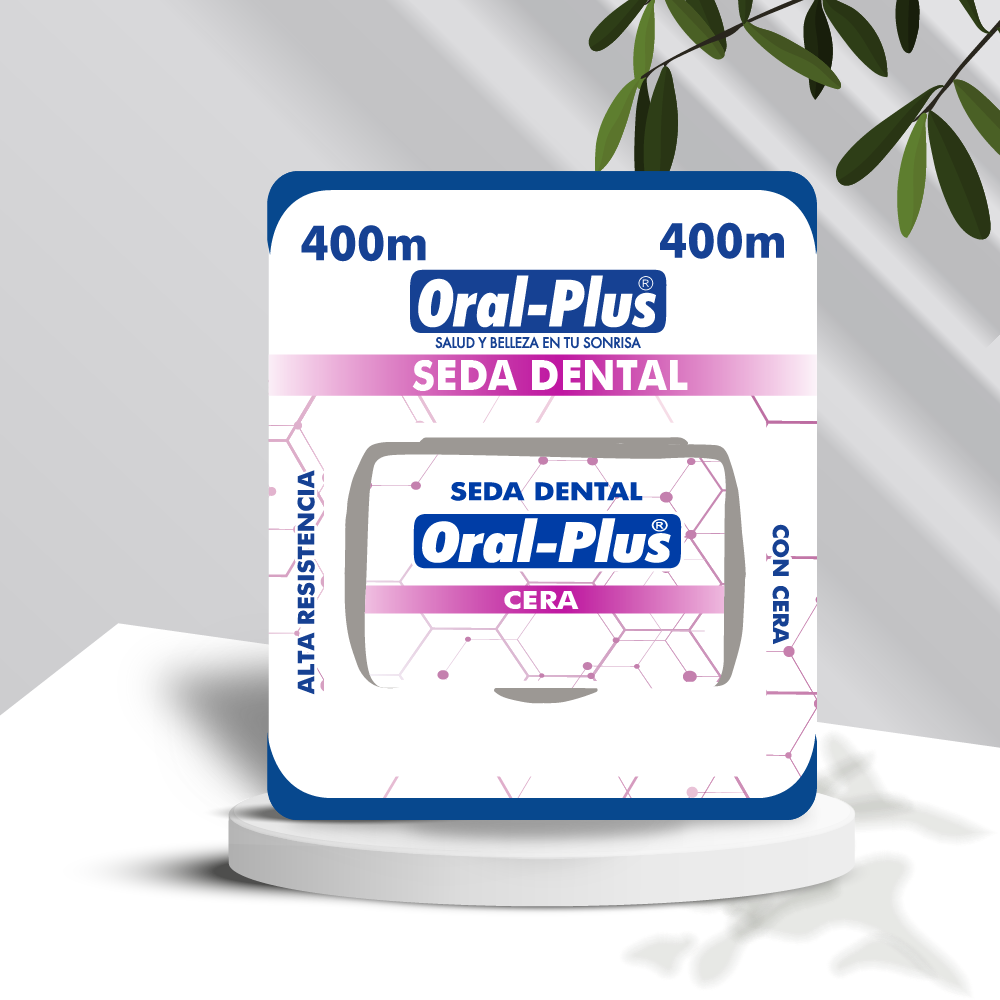 400m
400m
Oral-Plus®
SALUD Y BELLEZA EN TU SONRISA
SEDA DENTAL
ALTA RESISTENCIA
SEDA DENTAL
Oral-Plus®
CERA
CON CERA